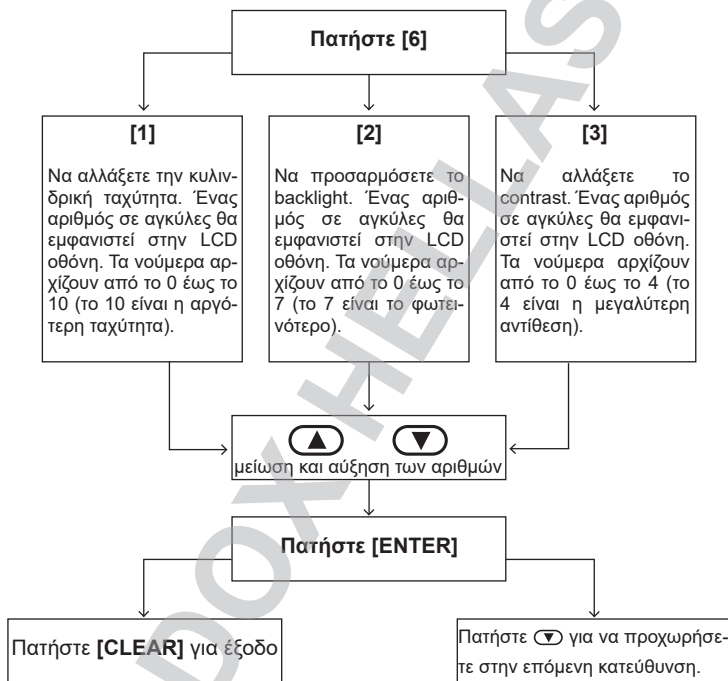 Πατήστε [6]
[1]
Να αλλάξετε την κυλιν-
δρική ταχύτητα. Ένας
αριθμός σε αγκύλες θα
εμφανιστεί στην LCD
οθόνη. Τα νούμερα αρ-
χίζουν από το 0 έως το
10 (το 10 είναι η αργό-
τερη ταχύτητα).
[2]
Να προσαρμόσετε το
backlight. Ένας αριθ-
μός σε αγκύλες θα
εμφανιστεί στην LCD
οθόνη. Τα νούμερα αρ-
χίζουν από το 0 έως το
7 (το 7 είναι το φωτει-
νότερο).
[3]
Να αλλάξετε το
contrast. Ένας αριθμός
σε αγκύλες θα εμφανι-
στεί στην LCD οθόνη.
Τα νούμερα αρχίζουν
από το 0 έως το 4 (το
4 είναι η μεγαλύτερη
αντίθεση).
μείωση και αύξηση των αριθμών
Πατήστε [ENTER]
Πατήστε [CLEAR] για έξοδο
Πατήστε ▼ για να προχωρήσε-
τε στην επόμενη κατεύθυνση.
DOX HELLAS